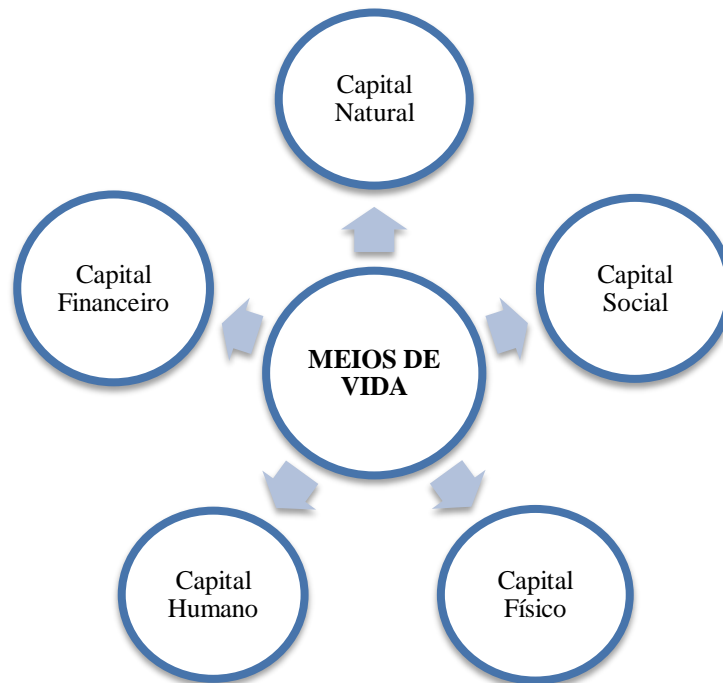 Capital
Natural
Capital
Financeiro
Capital
Social
MEIOS DE
VIDA
Capital
Humano
Capital
Físico